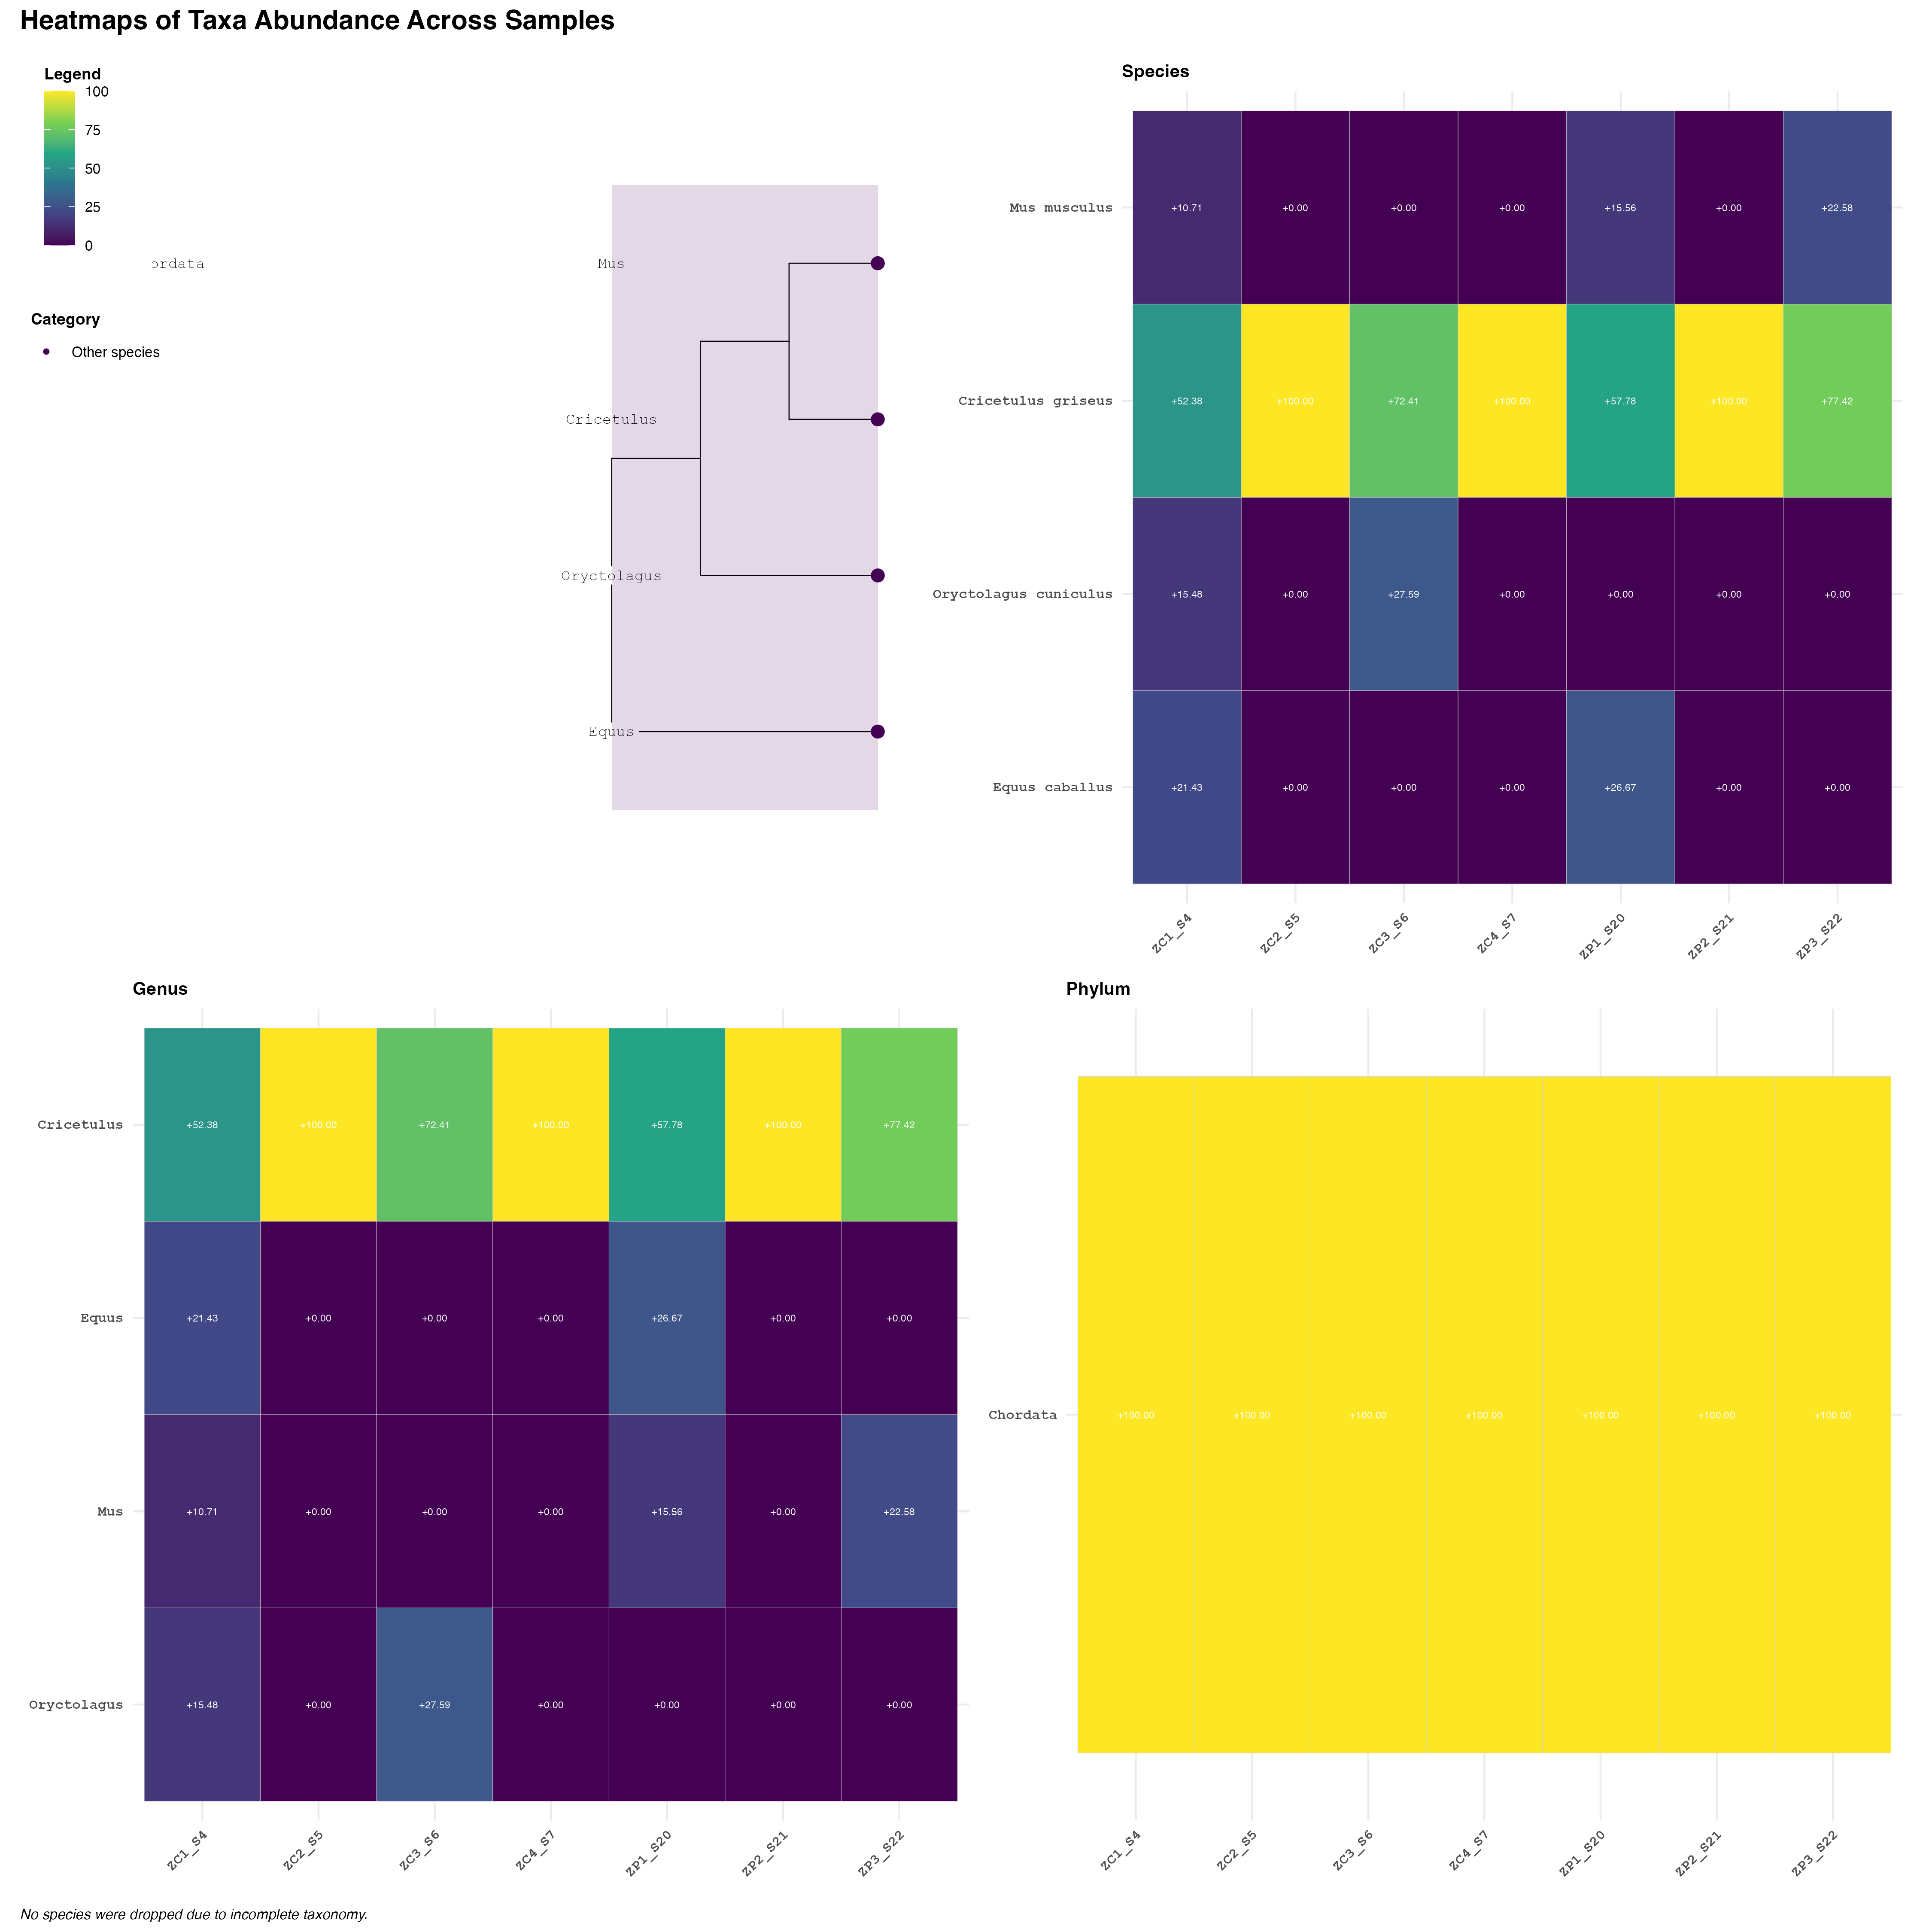 Heatmaps of Taxa Abundance Across Samples
Legend
100
75
50
25
0
ordata
Category
Other species
Mus
Cricetulus
Oryctolagus
Equus
Species
Mus musculus +10.71 +0.00 +0.00 +0.00 +15.56 +0.00 +22.58
Cricetulus griseus +52.38 +100.00 +72.41 +100.00 +57.78 +100.00 +77.42
Oryctolagus cuniculus +15.48 +0.00 +27.59 +0.00 +0.00 +0.00 +0.00
Equus caballus +21.43 +0.00 +0.00 +0.00 +26.67 +0.00 +0.00
ZC1_S4 ZC2_S5 ZC3_S6 ZC4_S7 ZP1_S20 ZP2_S21 ZP3_S22
Genus
Cricetulus +52.38 +100.00 +72.41 +100.00 +57.78 +100.00 +77.42
Equus +21.43 +0.00 +0.00 +0.00 +26.67 +0.00 +0.00
Mus +10.71 +0.00 +0.00 +0.00 +15.56 +0.00 +22.58
Oryctolagus +15.48 +0.00 +27.59 +0.00 +0.00 +0.00 +0.00
ZC1_S4 ZC2_S5 ZC3_S6 ZC4_S7 ZP1_S20 ZP2_S21 ZP3_S22
Phylum
Chordata +100.00 +100.00 +100.00 +100.00 +100.00 +100.00 +100.00
ZC1_S4 ZC2_S5 ZC3_S6 ZC4_S7 ZP1_S20 ZP2_S21 ZP3_S22
No species were dropped due to incomplete taxonomy.